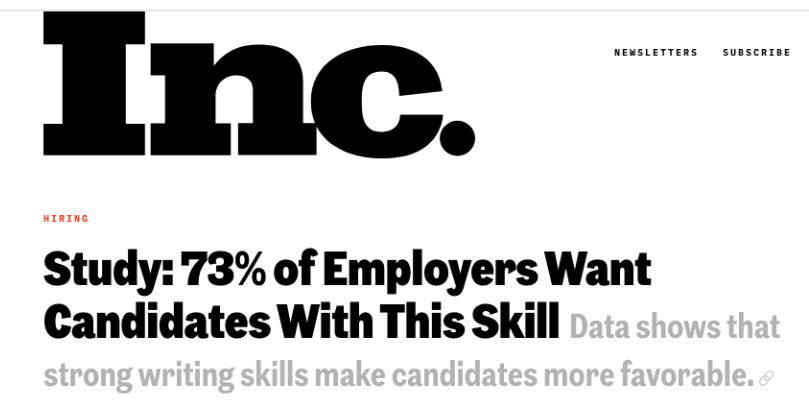 Inc.
NEWSLETTERS SUBSCRIBE
HIRING
Study: 73% of Employers Want
Candidates With This Skill Data shows that
strong writing skills make candidates more favorable.